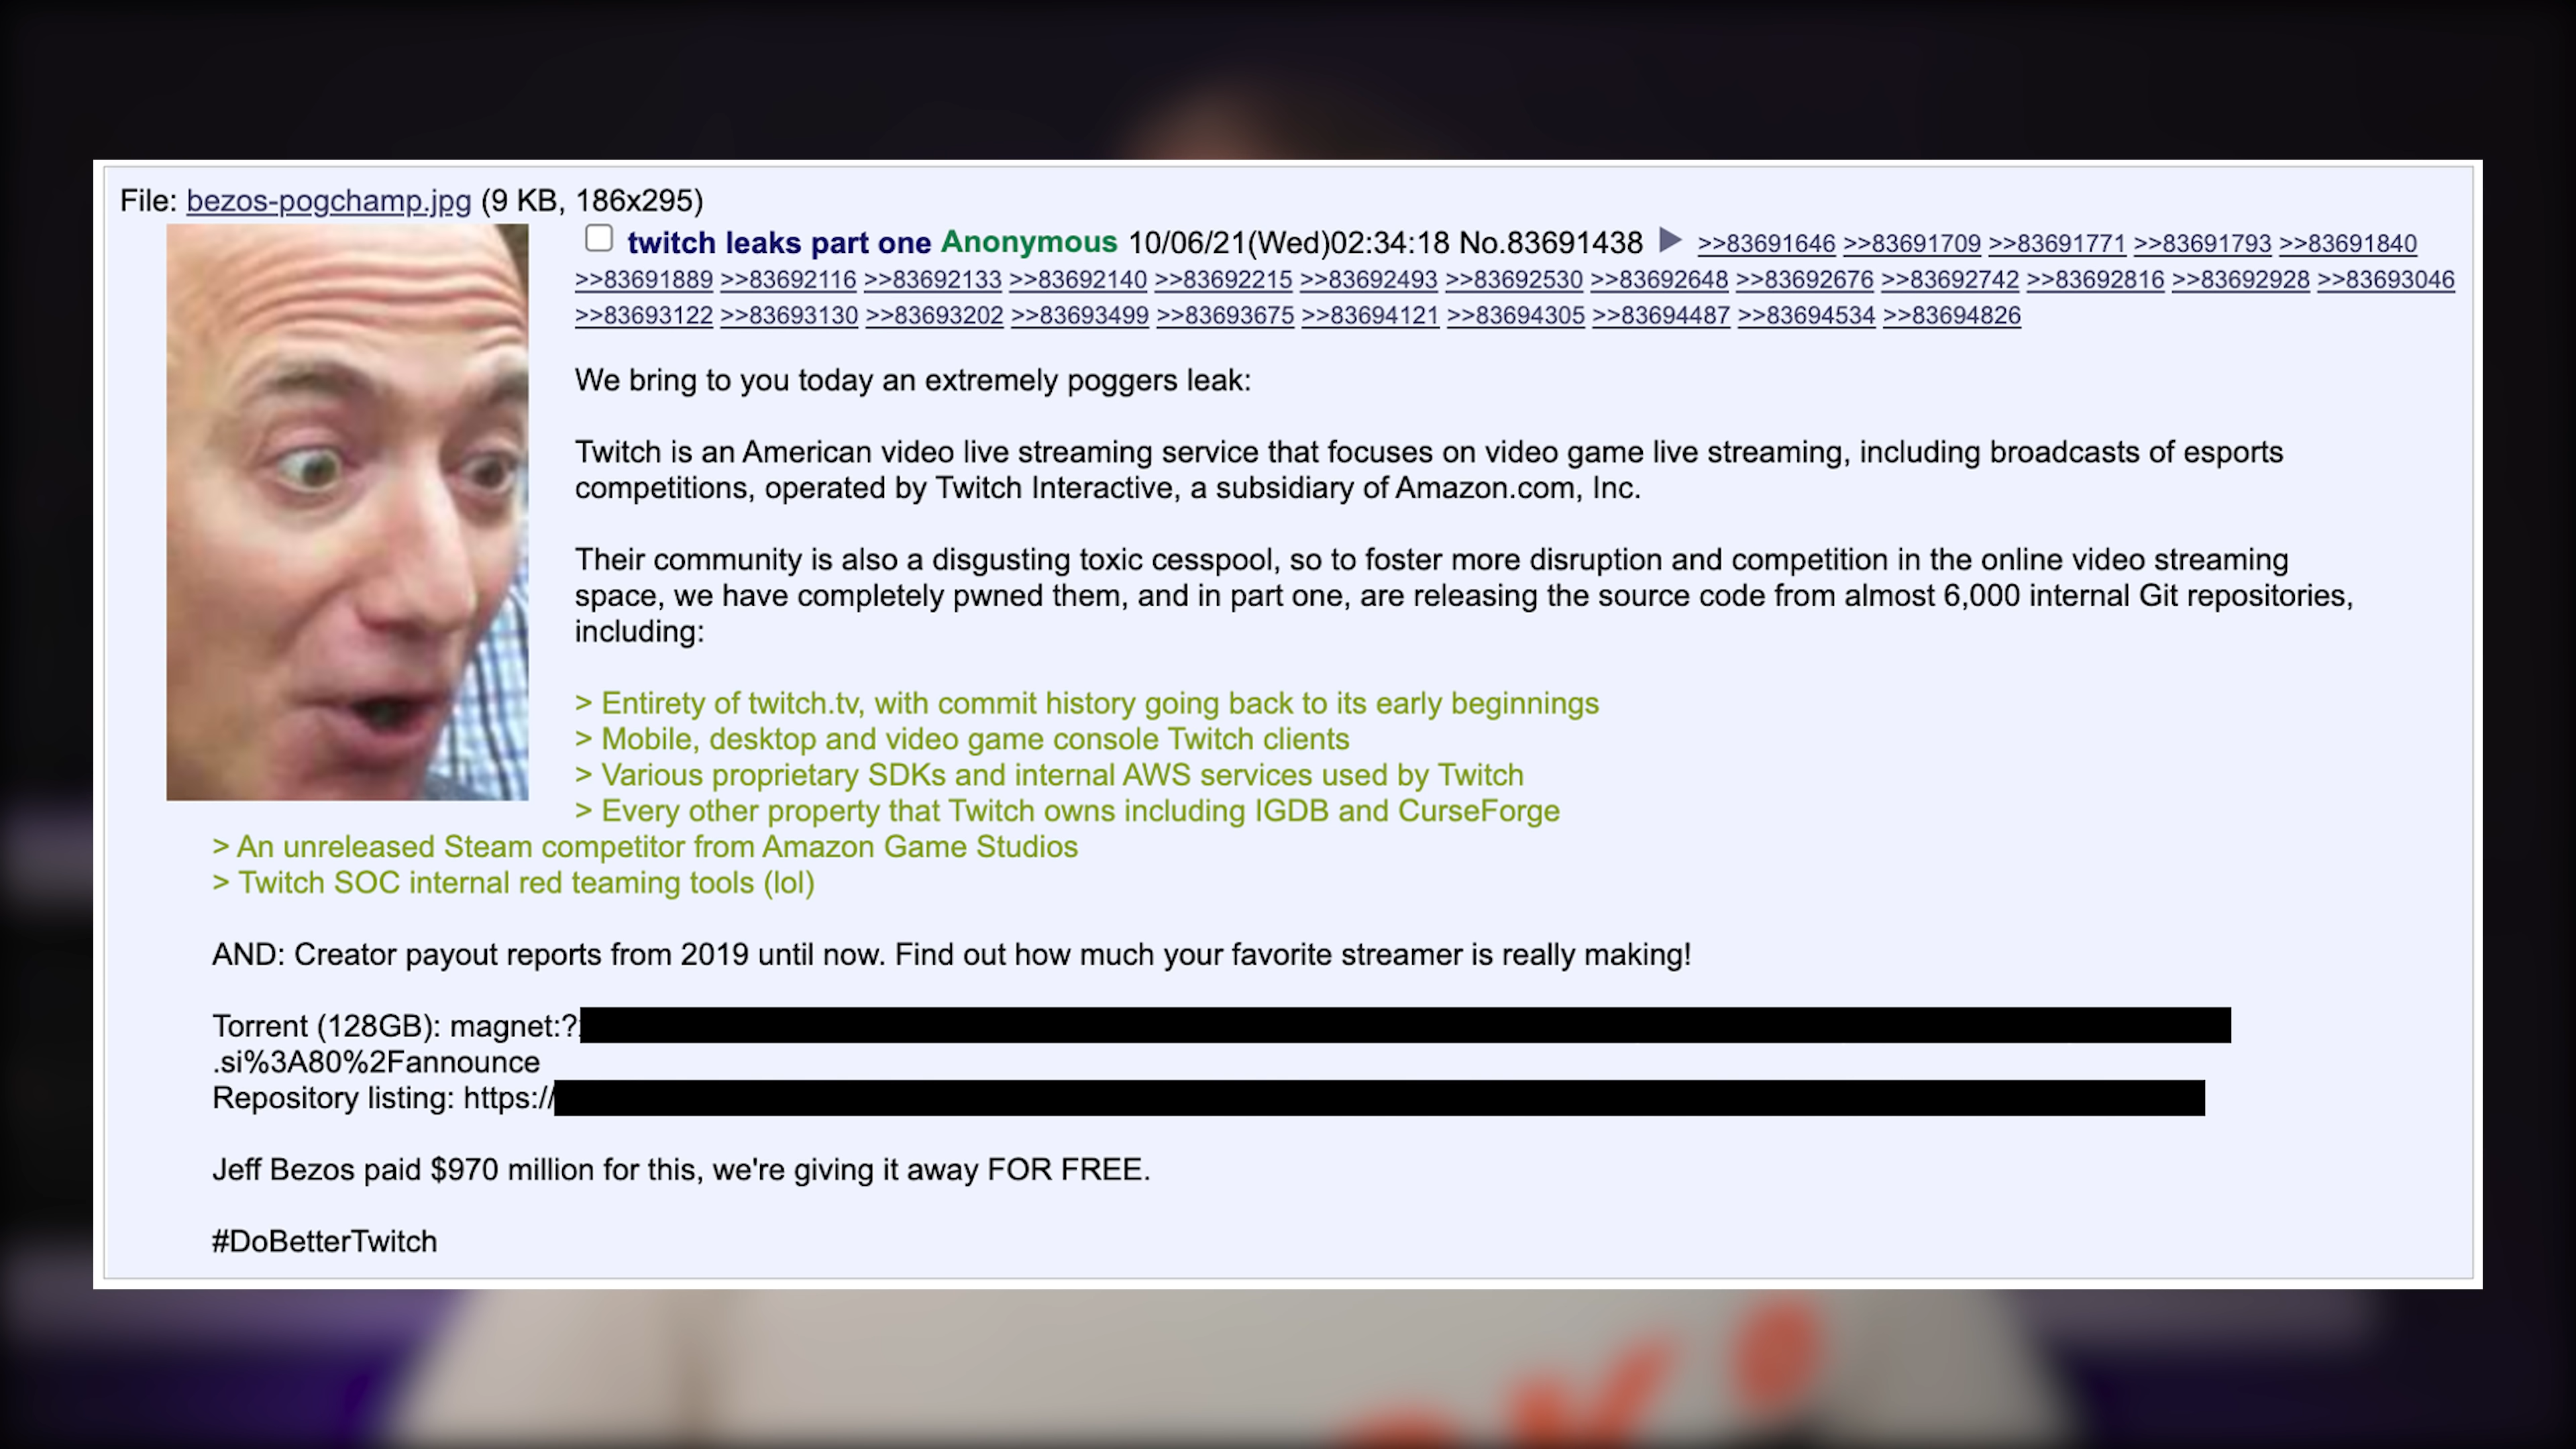 File: bezos-pogchamp.jpg (9 KB, 186x295)
twitch leaks part one Anonymous 10/06/21(Wed)02:34:18 No.83691438 ▶ >>83691646 >>83691709 >>83691771 >>83691793 >>83691840
>>83691889 >>83692116 >>83692133 >>83692140 >>83692215 >>83692493 >>83692530 >>83692648 >>83692676 >>83692742 >>83692816 >>83692928 >>83693046
>>83693122 >>83693130 >>83693202 >>83693499 >>83693675 >>83694121 >>83694305 >>83694487 >>83694534 >>83694826
We bring to you today an extremely poggers leak:
Twitch is an American video live streaming service that focuses on video game live streaming, including broadcasts of esports
competitions, operated by Twitch Interactive, a subsidiary of Amazon.com, Inc.
Their community is also a disgusting toxic cesspool, so to foster more disruption and competition in the online video streaming
space, we have completely pwned them, and in part one, are releasing the source code from almost 6,000 internal Git repositories,
including:
> Entirety of twitch.tv, with commit history going back to its early beginnings
> Mobile, desktop and video game console Twitch clients
> Various proprietary SDKs and internal AWS services used by Twitch
> Every other property that Twitch owns including IGDB and CurseForge
> An unreleased Steam competitor from Amazon Game Studios
> Twitch SOC internal red teaming tools (lol)
AND: Creator payout reports from 2019 until now. Find out how much your favorite streamer is really making!
Torrent (128GB): magnet:?
.si%3A80%2Fannounce
Repository listing: https://
Jeff Bezos paid $970 million for this, we're giving it away FOR FREE.
#DoBetterTwitch